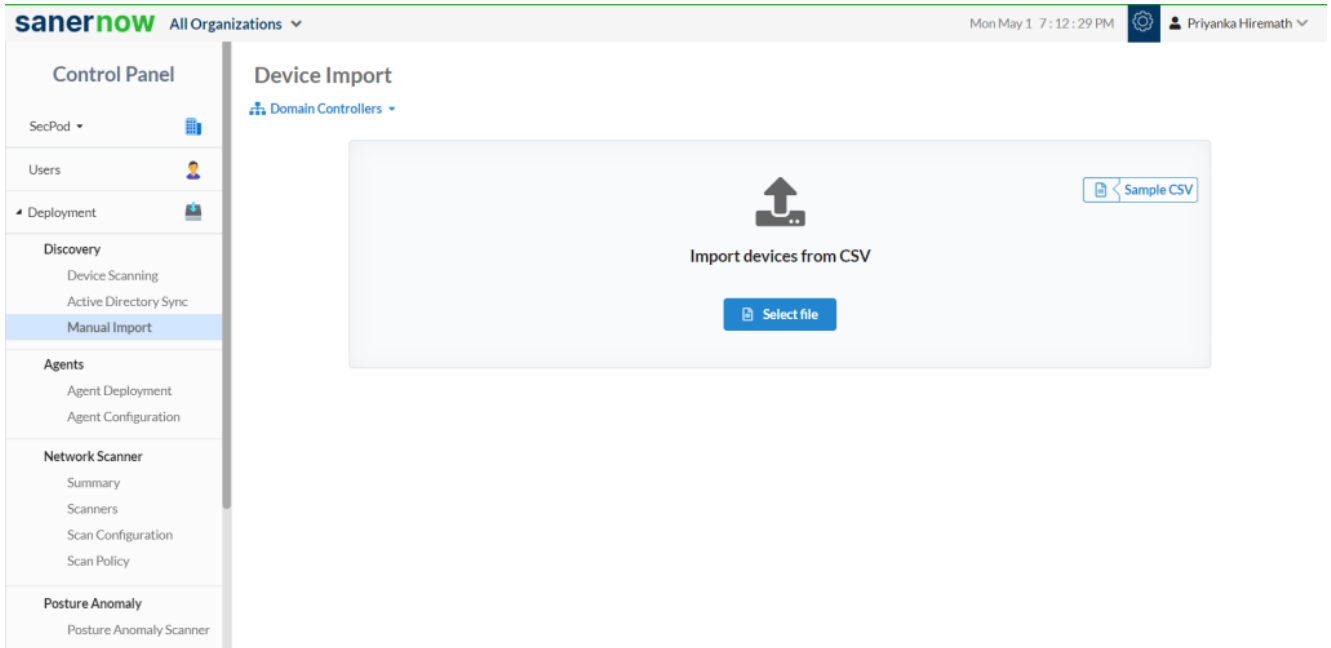 sanernow All Organizations
Mon May 1 7:12:29 PM
Priyanka Hiremath
Control Panel
SecPod
Users
Deployment
Discovery
Device Scanning
Active Directory Sync
Manual Import
Agents
Agent Deployment
Agent Configuration
Network Scanner
Summary
Scanners
Scan Configuration
Scan Policy
Posture Anomaly
Posture Anomaly Scanner
Device Import
Domain Controllers
Sample CSV
Import devices from CSV
Select file